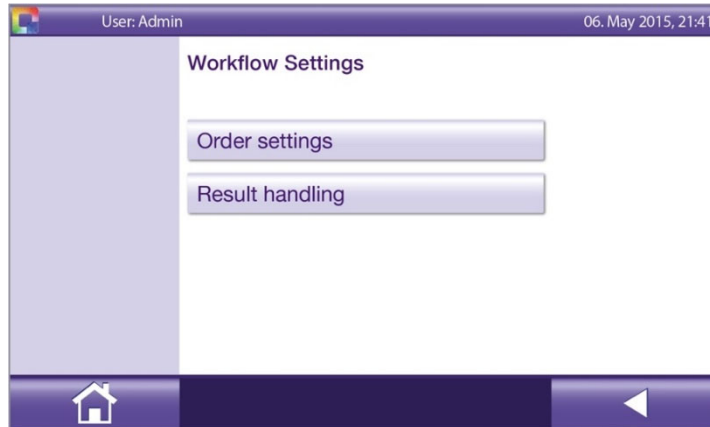 User: Admin 06. May 2015, 21:41
Workflow Settings
Order settings
Result handling